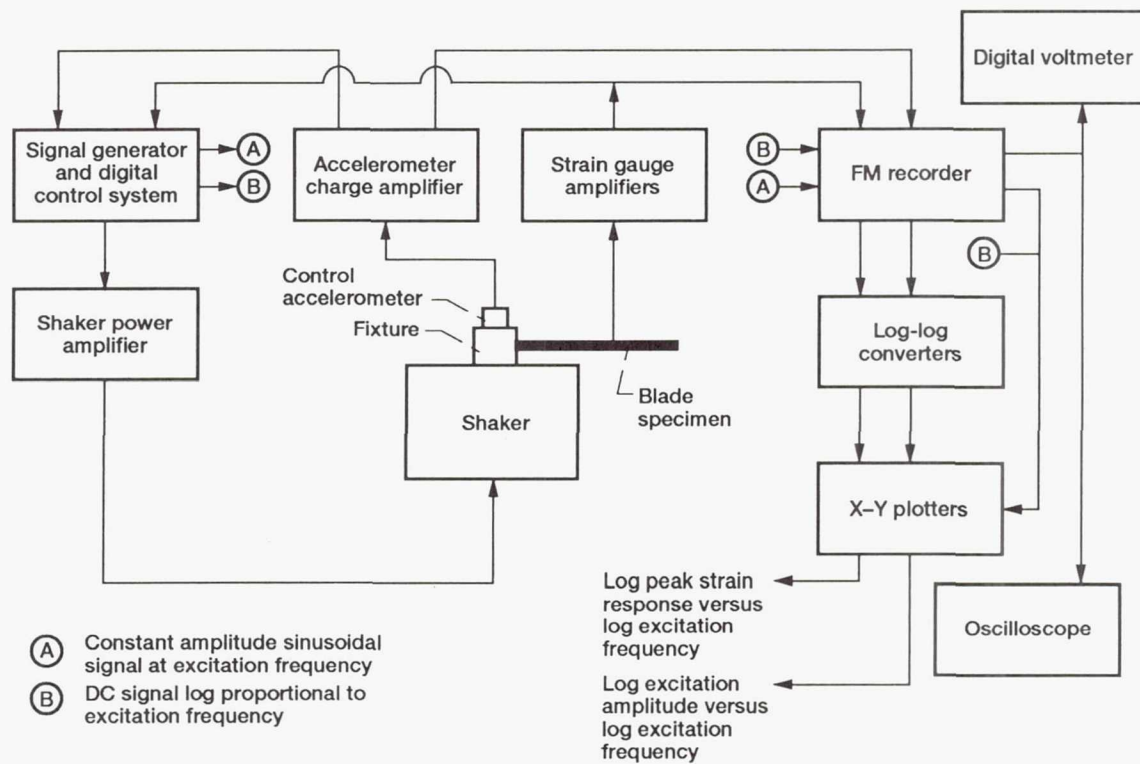 Digital voltmeter
Signal generator
and digital
control system
A
B
Accelerometer
charge amplifier
Strain gauge
amplifiers
B
A
FM recorder
B
Control
accelerometer
Fixture
Shaker power
amplifier
Log-log
converters
Blade
specimen
Shaker
X–Y plotters
Log peak strain
response versus
log excitation
frequency
Oscilloscope
A Constant amplitude sinusoidal
signal at excitation frequency
B DC signal log proportional to
excitation frequency
Log excitation
amplitude versus
log excitation
frequency